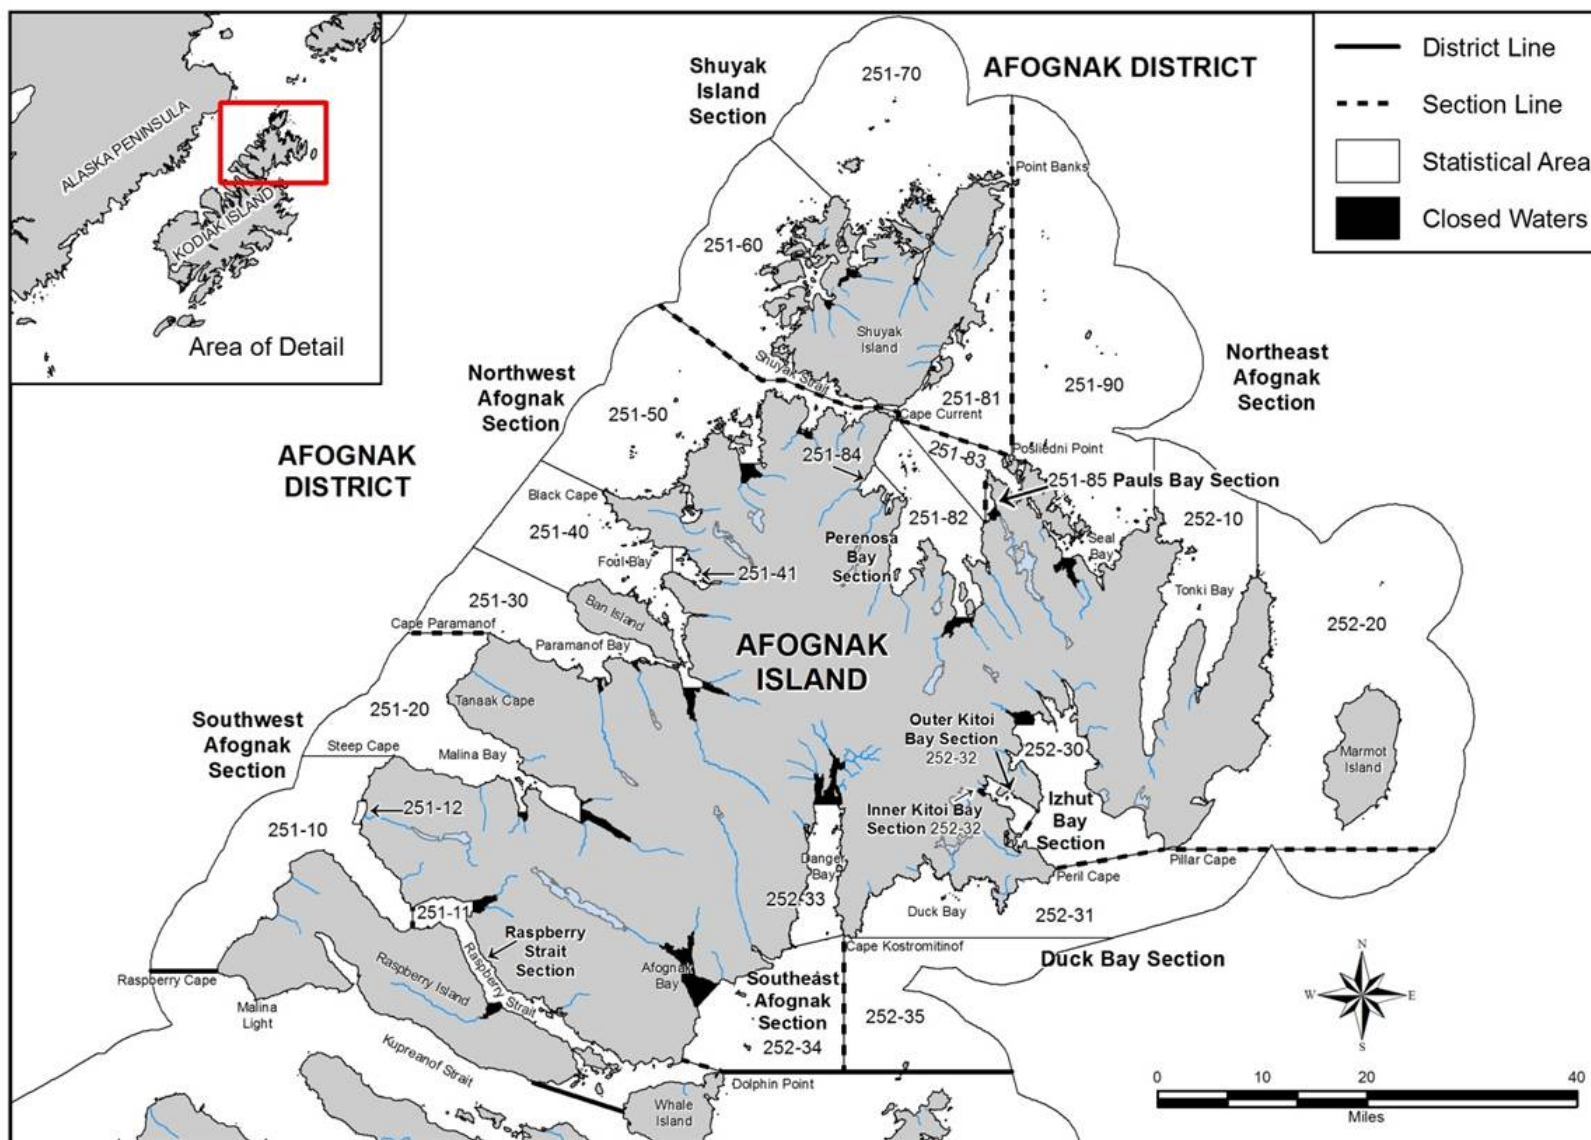 ALASKA PENINSULA
KODIAK ISLAND
Area of Detail
District Line
Section Line
Statistical Area
Closed Waters
AFOGNAK DISTRICT
Shuyak
Island
Section
251-70
Point Banks
251-60
Shuyak
Island
Shuyak Strait
251-81
Cape Current
251-90
Northeast
Afognak
Section
Northwest
Afognak
Section
251-50
AFOGNAK
DISTRICT
251-84
251-83
Posliedni Point
251-85 Pauls Bay Section
Black Cape
251-40
251-82
252-10
Perenosa
Bay
Section
Seal
Bay
Foul Bay
251-41
Tonki Bay
251-30
Ban Island
Cape Paramanof
Paramanof Bay
AFOGNAK
ISLAND
252-20
Tanaak Cape
251-20
Southwest
Afognak
Section
Steep Cape
Malina Bay
Outer Kitoi
Bay Section
252-32
252-30
Marmot
Island
251-12
251-10
Inner Kitoi Bay
Section 252-32
Izhut
Bay
Section
Danger
Bay
Pillar Cape
Peril Cape
252-33
Duck Bay
252-31
251-11
Raspberry
Strait
Section
Raspberry Strait
Cape Kostromitinof
Duck Bay Section
Raspberry Cape
Raspberry Island
Afognak
Bay
Southeast
Afognak
Section
252-34
252-35
Malina
Light
Kupreanof Strait
Dolphin Point
Whale
Island
N
W
E
S
0 10 20 40
Miles